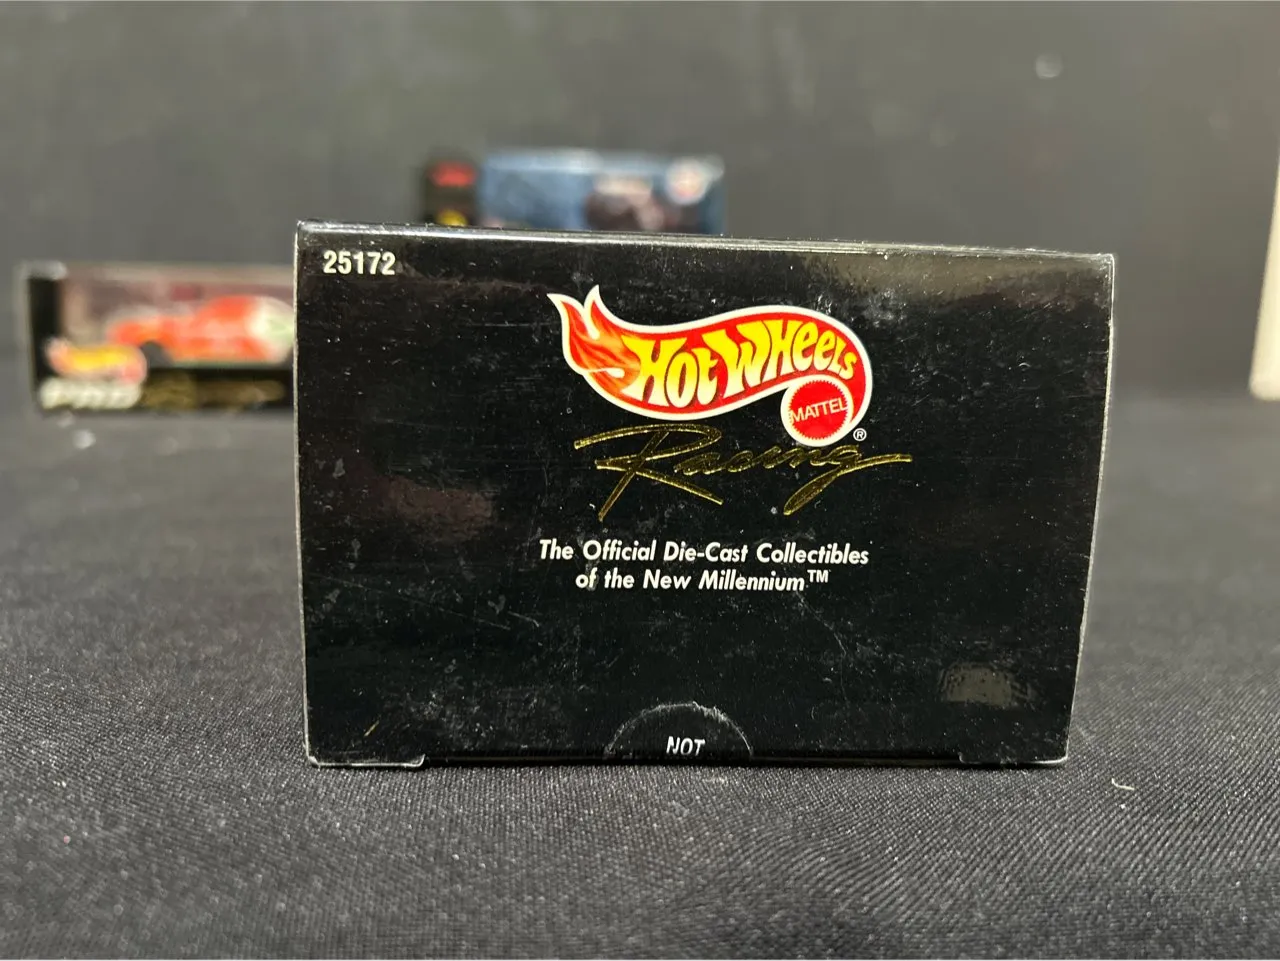 25172
Hot Wheels
MATTEL
®
Racing
The Official Die-Cast Collectibles
of the New Millennium™
NOT